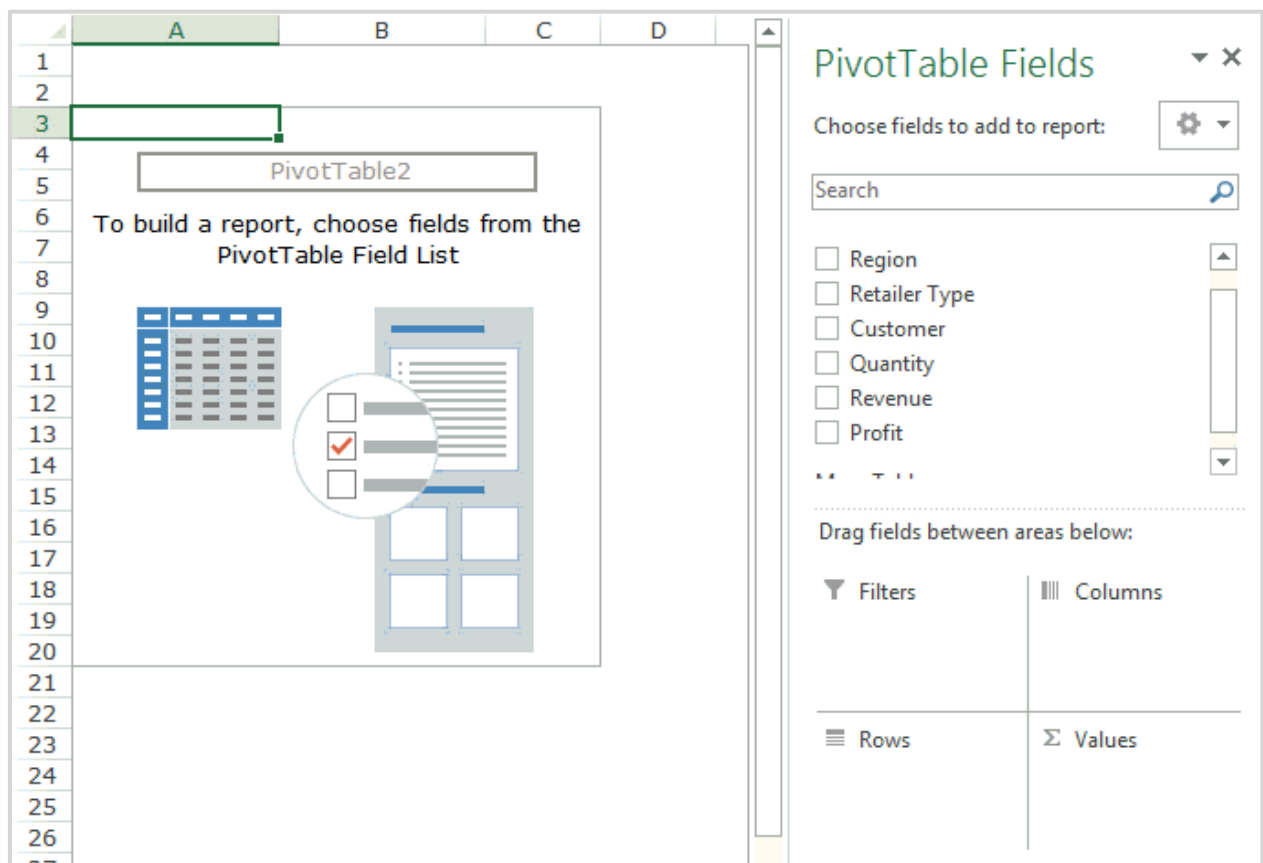 A B C D
1
2
3
4
5
6
7
8
9
10
11
12
13
14
15
16
17
18
19
20
21
22
23
24
25
26
PivotTable2
To build a report, choose fields from the
PivotTable Field List
PivotTable Fields
Choose fields to add to report:
Search
Region
Retailer Type
Customer
Quantity
Revenue
Profit
Drag fields between areas below:
Filters
Columns
Rows
Σ Values